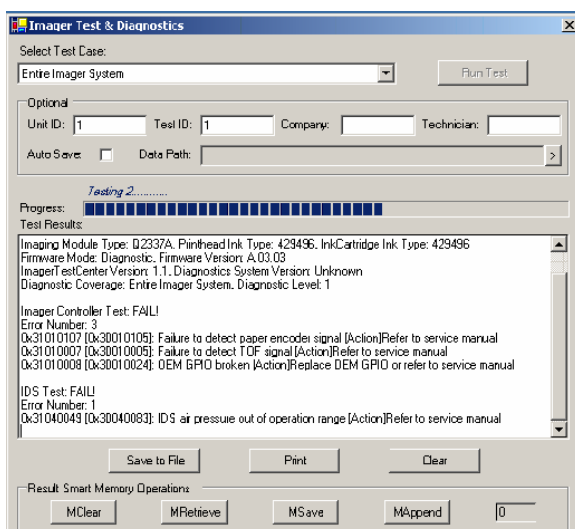 Imager Test & Diagnostics
Select Test Case:
Entire Imager System
Run Test
Optional
Unit ID: 1 Test ID: 1 Company: Technician:
Auto Save: Data Path: >
Testing 2...........
Progress:
Test Results:
Imaging Module Type: Q2337A. Printhead Ink Type: 429496. InkCartridge Ink Type: 429496
Firmware Mode: Diagnostic. Firmware Version: A.03.03
ImagerTestCenter Version: 1.1. Diagnostics System Version: Unknown
Diagnostic Coverage: Entire Imager System. Diagnostic Level: 1
Imager Controller Test: FAIL!
Error Number: 3
0x31010107 [0x30010105]: Failure to detect paper encoder signal [Action]Refer to service manual
0x31010007 [0x30010005]: Failure to detect TOF signal [Action]Refer to service manual
0x31010008 [0x30010024]: OEM GPIO broken [Action]Replace OEM GPIO or refer to service manual
IDS Test: FAIL!
Error Number: 1
0x31040049 [0x30040083]: IDS air pressure out of operation range [Action]Refer to service manual
Save to File Print Clear
Result Smart Memory Operations
MClear MRetrieve MSave MAppend 0